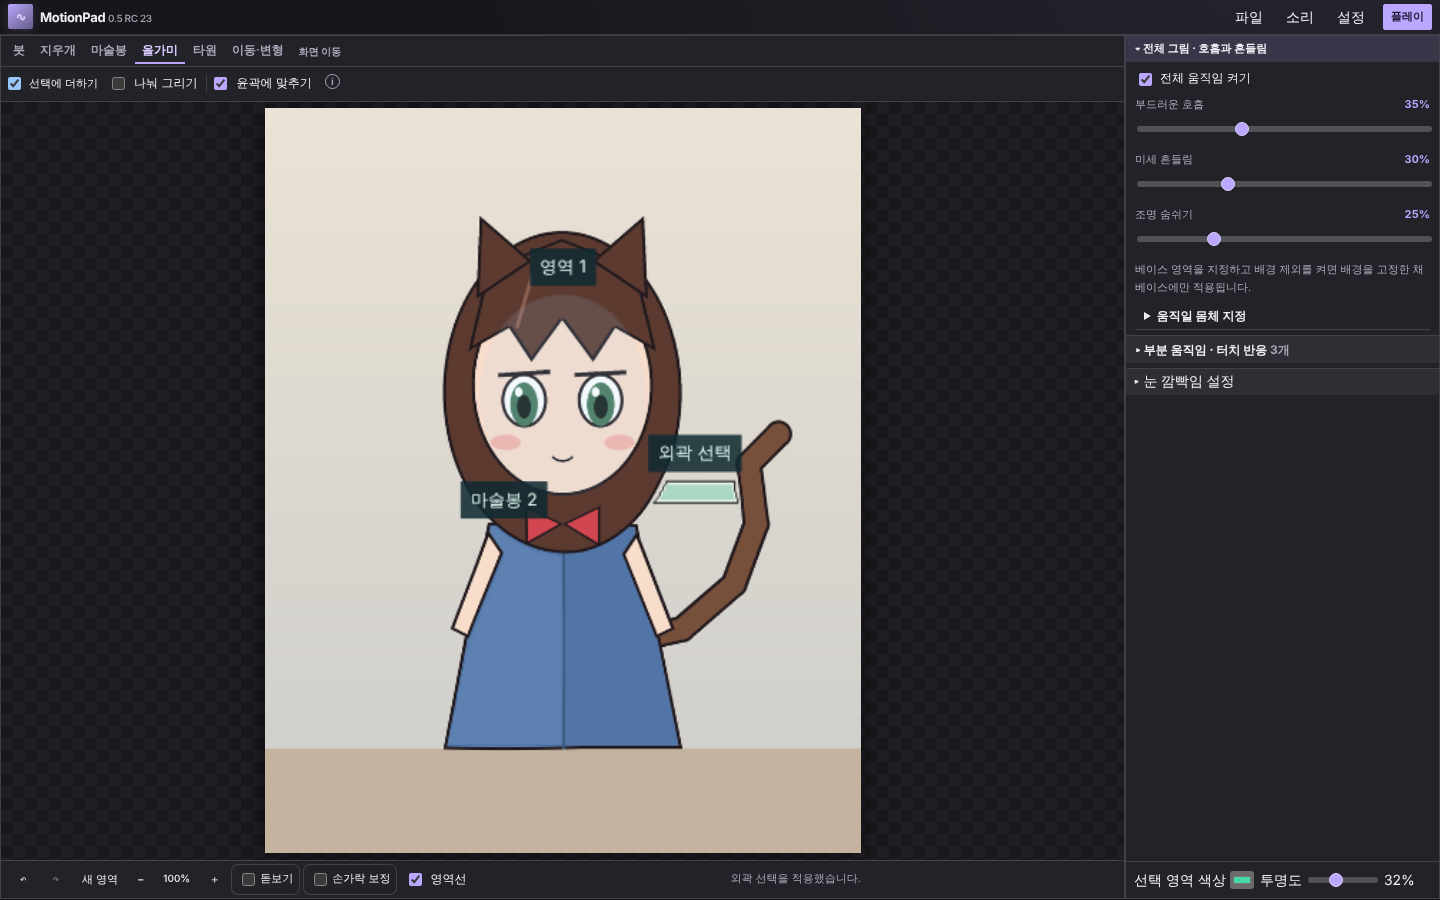 MotionPad 0.5 RC 23
파일 소리 설정 플레이
붓 지우개 마술봉 올가미 타원 이동·변형 화면 이동
선택에 더하기 나눠 그리기 윤곽에 맞추기
영역 1
외곽 선택
마술봉 2
전체 그림 · 호흡과 흔들림
전체 움직임 켜기
부드러운 호흡 35%
미세 흔들림 30%
조명 숨쉬기 25%
베이스 영역을 지정하고 배경 제외를 켜면 배경을 고정한 채
베이스에만 적용됩니다.
움직일 몸체 지정
부분 움직임 · 터치 반응 3개
눈 깜빡임 설정
새 영역 − 100% + 돋보기 손가락 보정 영역선 외곽 선택을 적용했습니다.
선택 영역 색상 투명도 32%